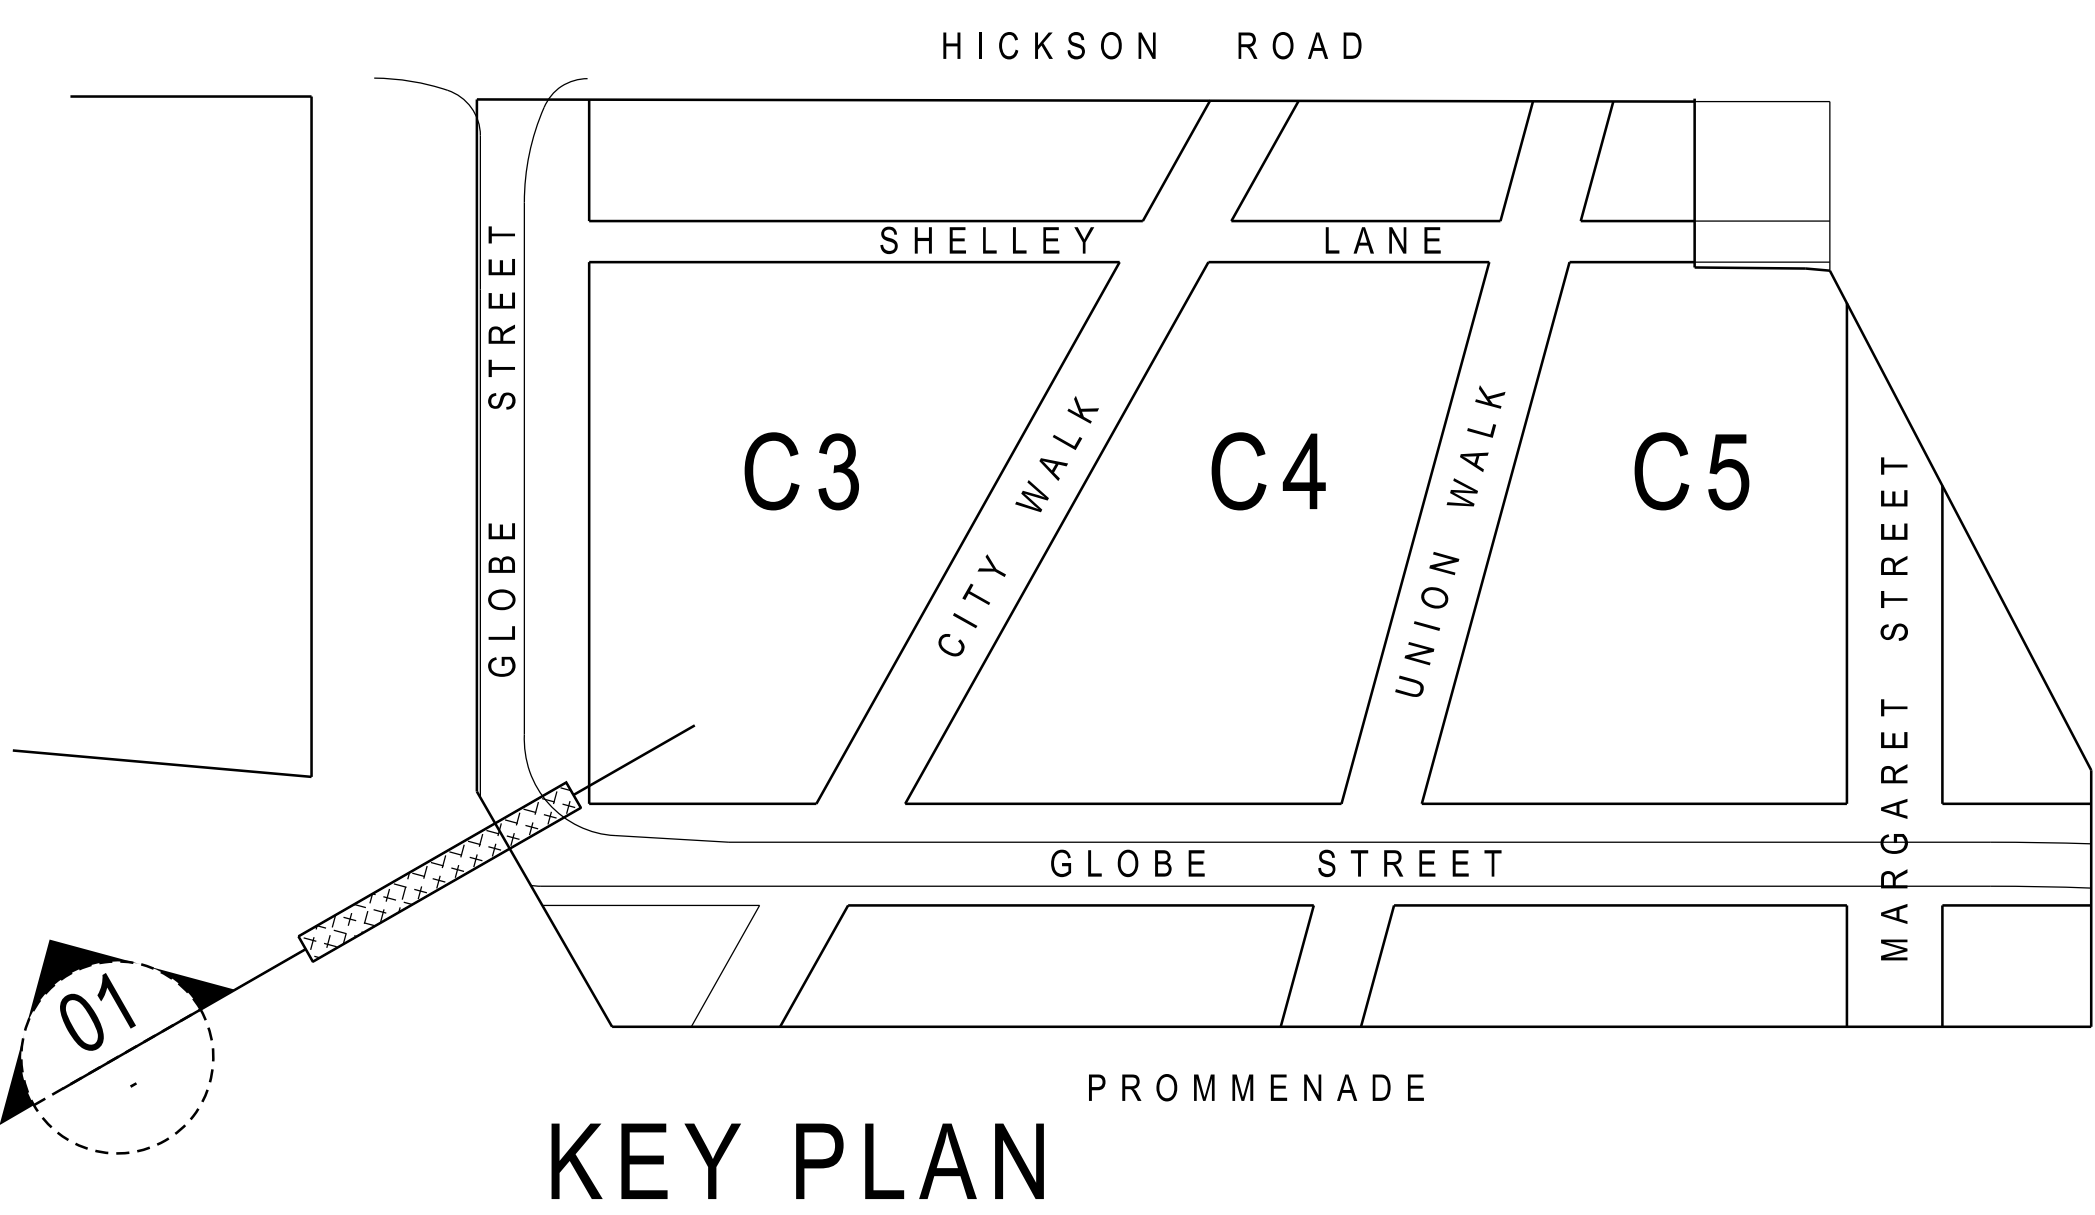 HICKSON ROAD
SHELLEY LANE
GLOBE STREET
C3
CITY WALK
C4
UNION WALK
C5
MARGARET STREET
GLOBE STREET
01
PROMMENADE
KEY PLAN